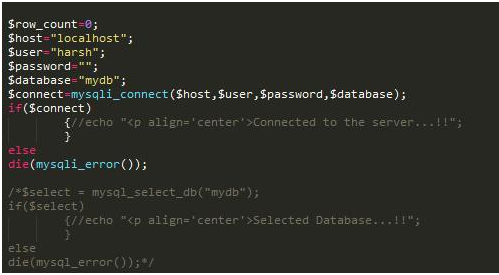 $row_count=0;
$host="localhost";
$user="harsh";
$password="";
$database="mydb";
$connect=mysqli_connect($host,$user,$password,$database);
if($connect)
{//echo "<p align='center'>Connected to the server...!!";
}
else
die(mysqli_error());
/*$select = mysql_select_db("mydb");
if($select)
{//echo "<p align='center'>Selected Database...!!";
}
else
die(mysql_error());*/